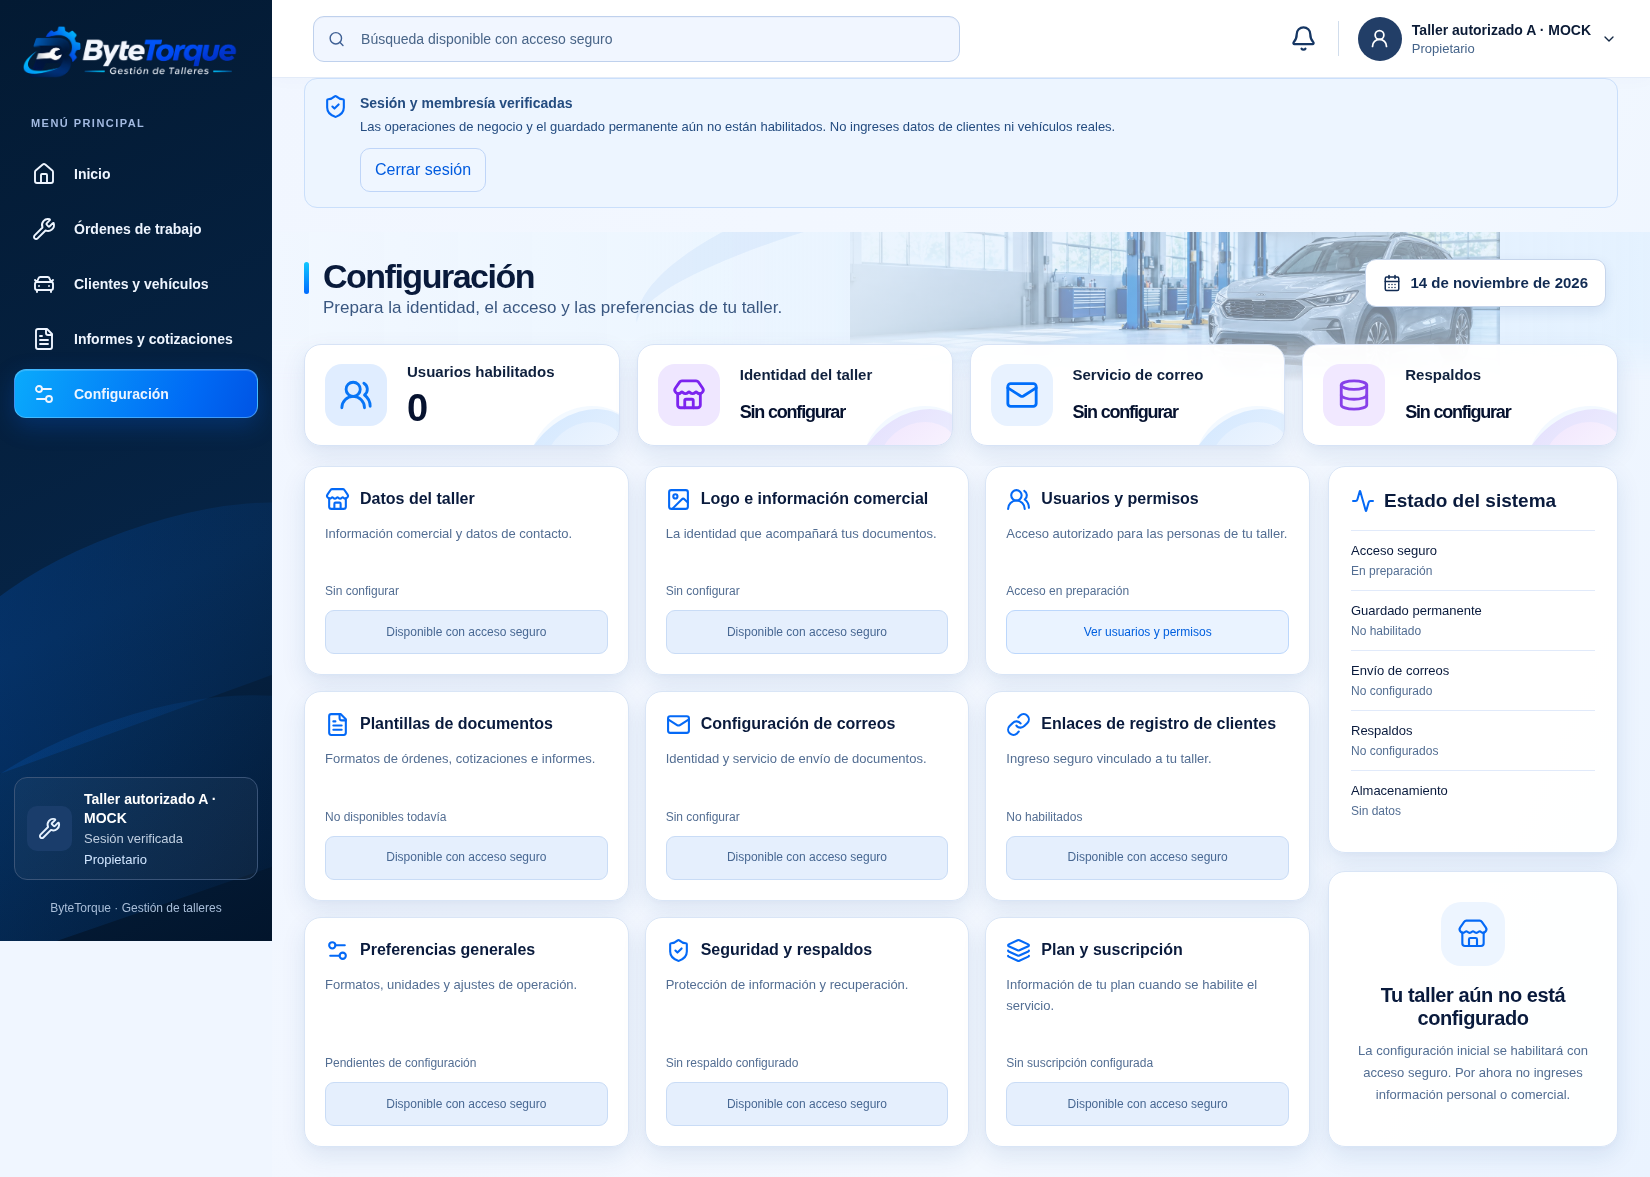 ByteTorque
Gestión de Talleres
MENÚ PRINCIPAL
Inicio
Órdenes de trabajo
Clientes y vehículos
Informes y cotizaciones
Configuración
Taller autorizado A ·
MOCK
Sesión verificada
Propietario
ByteTorque · Gestión de talleres
Búsqueda disponible con acceso seguro
Taller autorizado A · MOCK
Propietario
Sesión y membresía verificadas
Las operaciones de negocio y el guardado permanente aún no están habilitados. No ingreses datos de clientes ni vehículos reales.
Cerrar sesión
Configuración
Prepara la identidad, el acceso y las preferencias de tu taller.
14 de noviembre de 2026
Usuarios habilitados
0
Identidad del taller
Sin configurar
Servicio de correo
Sin configurar
Respaldos
Sin configurar
Datos del taller
Información comercial y datos de contacto.
Sin configurar
Disponible con acceso seguro
Logo e información comercial
La identidad que acompañará tus documentos.
Sin configurar
Disponible con acceso seguro
Usuarios y permisos
Acceso autorizado para las personas de tu taller.
Acceso en preparación
Ver usuarios y permisos
Plantillas de documentos
Formatos de órdenes, cotizaciones e informes.
No disponibles todavía
Disponible con acceso seguro
Configuración de correos
Identidad y servicio de envío de documentos.
Sin configurar
Disponible con acceso seguro
Enlaces de registro de clientes
Ingreso seguro vinculado a tu taller.
No habilitados
Disponible con acceso seguro
Preferencias generales
Formatos, unidades y ajustes de operación.
Pendientes de configuración
Disponible con acceso seguro
Seguridad y respaldos
Protección de información y recuperación.
Sin respaldo configurado
Disponible con acceso seguro
Plan y suscripción
Información de tu plan cuando se habilite el
servicio.
Sin suscripción configurada
Disponible con acceso seguro
Estado del sistema
Acceso seguro
En preparación
Guardado permanente
No habilitado
Envío de correos
No configurado
Respaldos
No configurados
Almacenamiento
Sin datos
Tu taller aún no está
configurado
La configuración inicial se habilitará con
acceso seguro. Por ahora no ingreses
información personal o comercial.